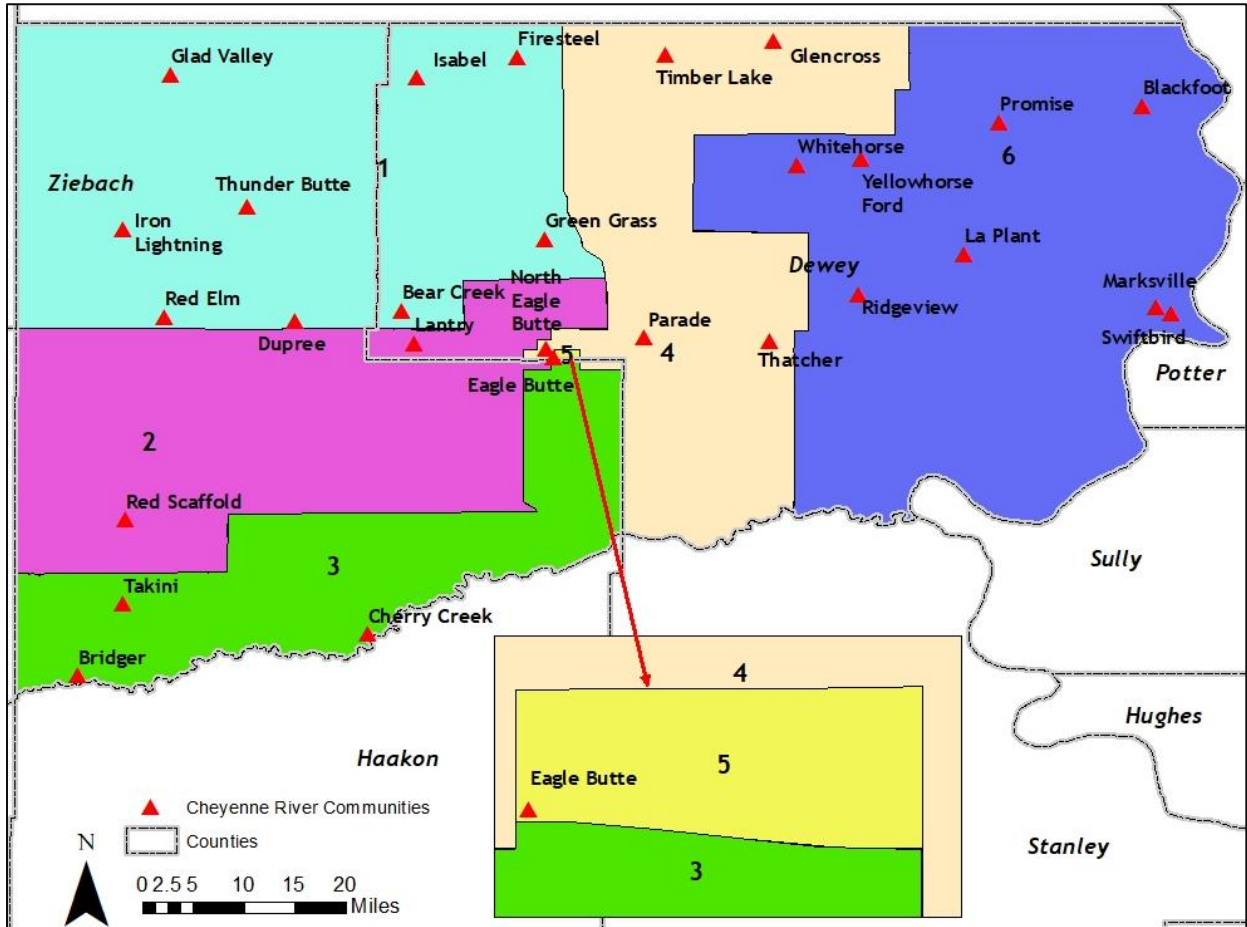 Firesteel
Glad Valley
Isabel
Glencross
Timber Lake
Blackfoot
Promise
Whitehorse
6
1
Ziebach
Thunder Butte
Yellowhorse
Ford
Iron
Lightning
Green Grass
La Plant
Dewey
North
Eagle
Butte
Bear Creek
Marksville
Red Elm
Ridgeview
Lantry
Parade
Swiftbird
Dupree
5
4
Thatcher
Eagle Butte
Potter
2
Red Scaffold
3
Sully
Takini
Cherry Creek
Bridger
4
Hughes
Haakon
5
Eagle Butte
Cheyenne River Communities
Counties
N
Stanley
3
0 2.5 5 10 15 20
Miles